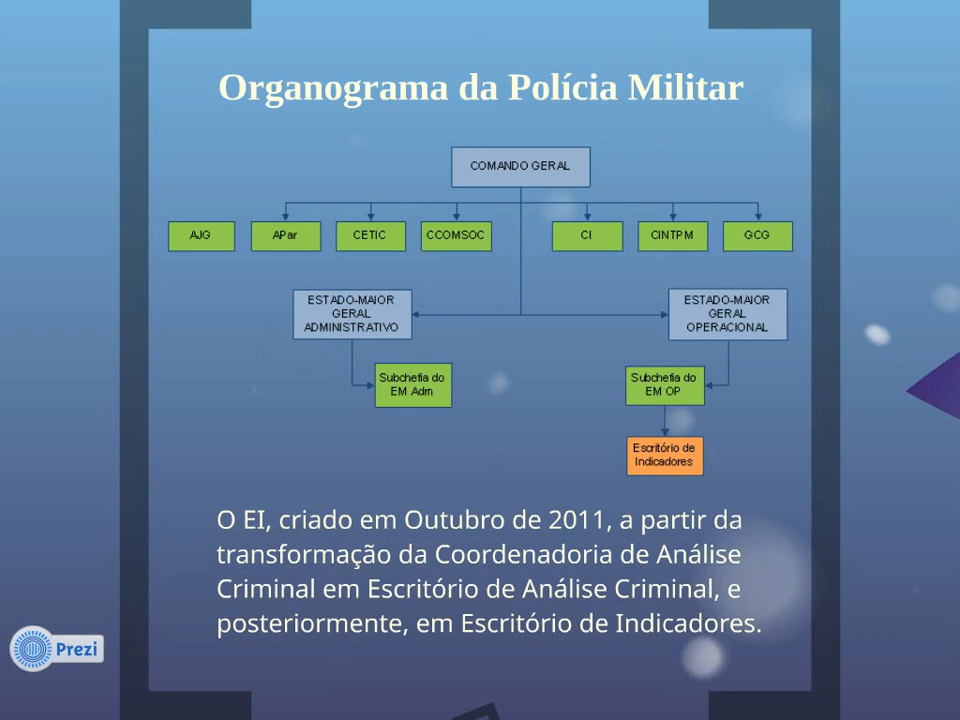 Organograma da Polícia Militar
COMANDO GERAL
AJG
APar
CETIC
CCOMSOC
CI
CINTPM
GCG
ESTADO-MAIOR
GERAL
ADMINISTRATIVO
ESTADO-MAIOR
GERAL
OPERACIONAL
Subchefia do
EM Adm
Subchefia do
EM OP
Escritório de
Indicadores
O EI, criado em Outubro de 2011, a partir da
transformação da Coordenadoria de Análise
Criminal em Escritório de Análise Criminal, e
posteriormente, em Escritório de Indicadores.
Prezi